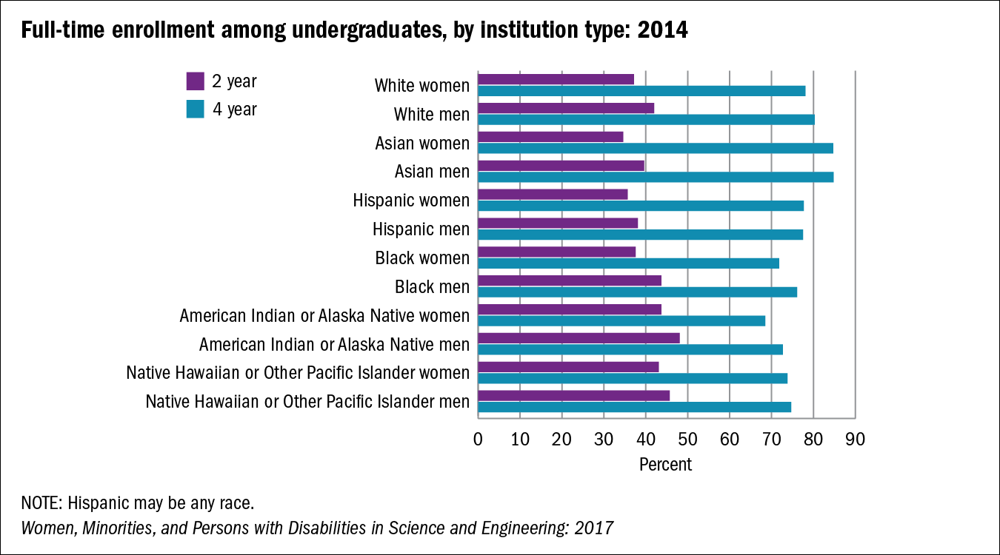 Full-time enrollment among undergraduates, by institution type: 2014
2 year
4 year
White women
White men
Asian women
Asian men
Hispanic women
Hispanic men
Black women
Black men
American Indian or Alaska Native women
American Indian or Alaska Native men
Native Hawaiian or Other Pacific Islander women
Native Hawaiian or Other Pacific Islander men
0 10 20 30 40 50 60 70 80 90
Percent
NOTE: Hispanic may be any race.
Women, Minorities, and Persons with Disabilities in Science and Engineering: 2017